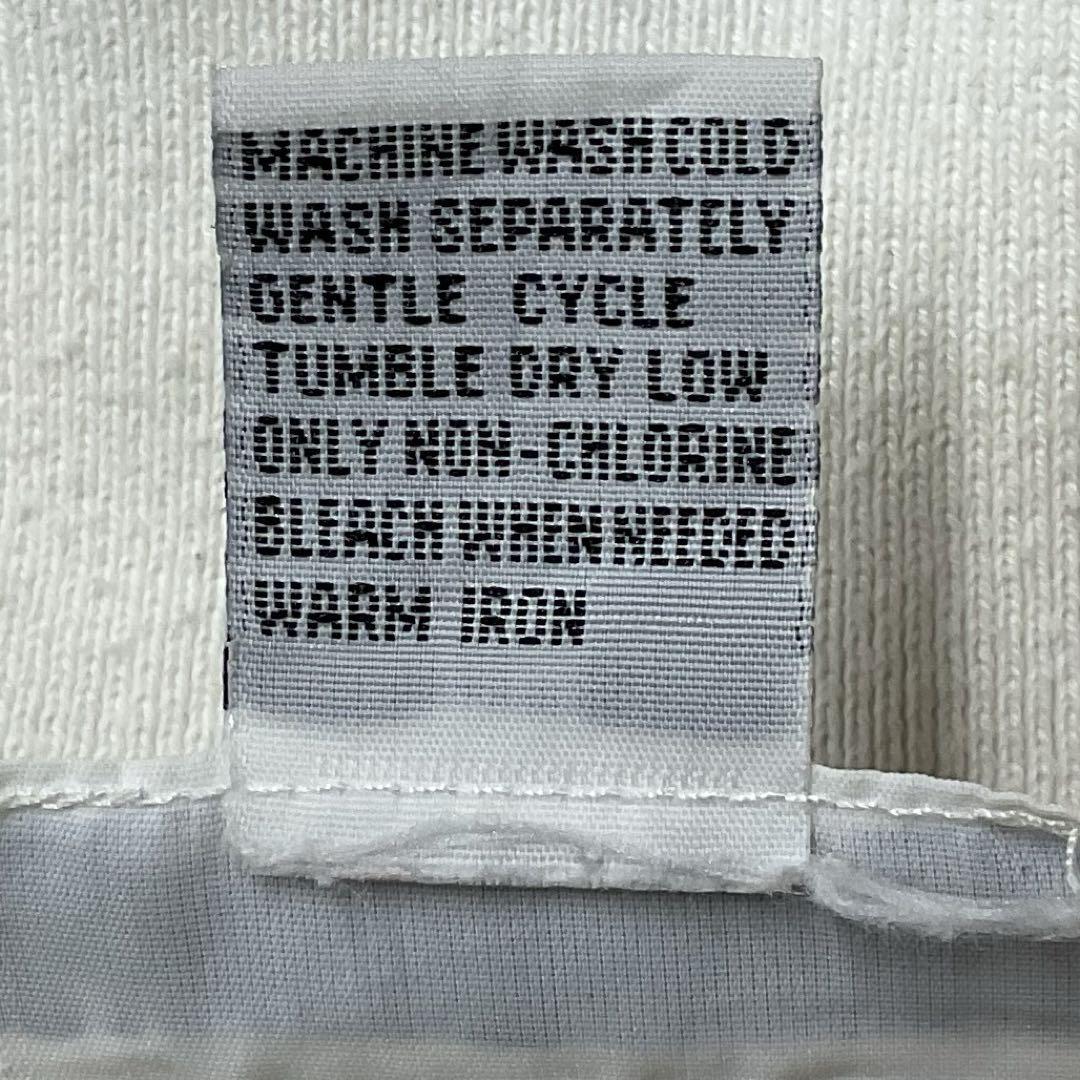 MACHINE WASH COLD
WASH SEPARATELY
GENTLE CYCLE
TUMBLE DRY LOW
ONLY NON-CHLORINE
BLEACH WHEN NEEDED
WARM IRON